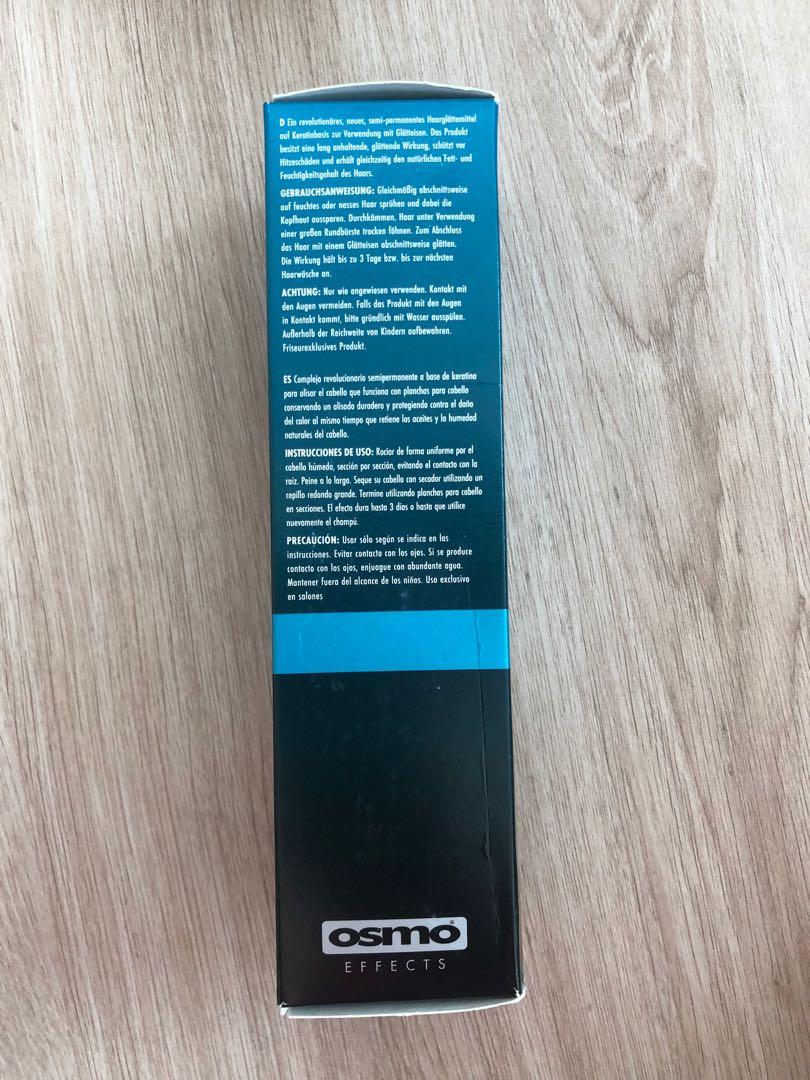 D Ein revolutionäres, neues, semi-permanentes Haarglättemittel
auf Keratinbasis zur Verwendung mit Glätteisen. Das Produkt
besitzt eine lang anhaltende, glättende Wirkung, schützt vor
Hitzeschäden und erhält gleichzeitig den natürlichen Fett- und
Feuchtigkeitsgehalt des Haars.
GEBRAUCHSANWEISUNG: Gleichmäßig abschnittsweise
auf feuchtes oder nasses Haar sprühen und dabei die
Kopfhaut aussparen. Durchkämmen. Haar unter Verwendung
einer großen Rundbürste trocken föhnen. Zum Abschluss
das Haar mit einem Glätteisen abschnittsweise glätten.
Die Wirkung hält bis zu 3 Tage bzw. bis zur nächsten
Haarwäsche an.
ACHTUNG: Nur wie angewiesen verwenden. Kontakt mit
den Augen vermeiden. Falls das Produkt mit den Augen
in Kontakt kommt, bitte gründlich mit Wasser ausspülen.
Außerhalb der Reichweite von Kindern aufbewahren.
Friseurexklusives Produkt.
ES Complejo revolucionario semipermanente a base de keratina
para alisar el cabello que funciona con planchas para cabello
conservando un alisado duradero y protegiendo contra el daño
del calor al mismo tiempo que retiene los aceites y la humedad
naturales del cabello.
INSTRUCCIONES DE USO: Rociar de forma uniforme por el
cabello húmedo, sección por sección, evitando el contacto con la
raíz. Peine a lo largo. Seque su cabello con secador utilizando un
cepillo redondo grande. Termine utilizando planchas para cabello
en secciones. El efecto dura hasta 3 días o hasta que utilice
nuevamente el champú.
PRECAUCIÓN: Usar sólo según se indica en las
instrucciones. Evitar contacto con los ojos. Si se produce
contacto con los ojos, enjuague con abundante agua.
Mantener fuera del alcance de los niños. Uso exclusivo
en salones
osmo®
EFFECTS